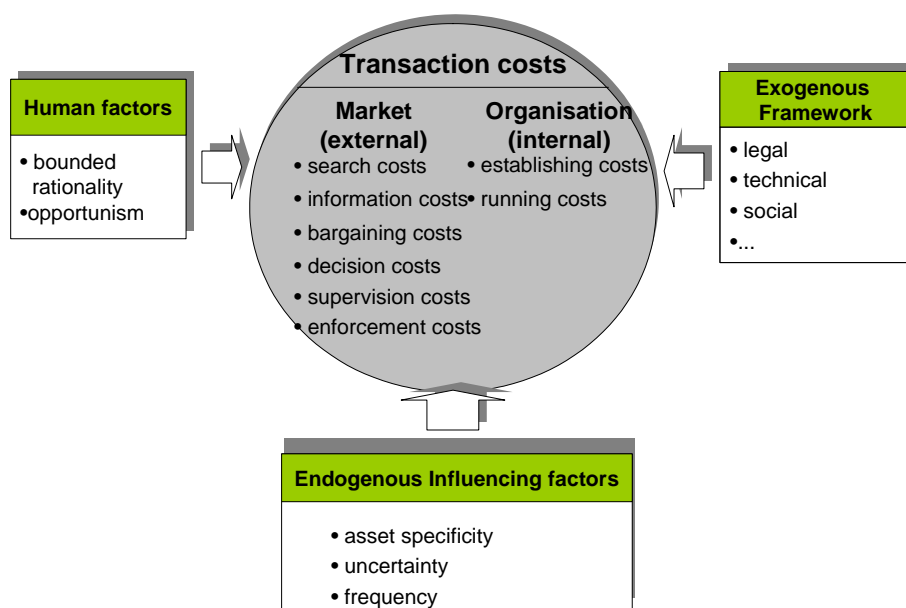 Transaction costs
Human factors
• bounded
rationality
•opportunism
Market
(external)
• search costs
• information costs
• bargaining costs
• decision costs
• supervision costs
• enforcement costs
Organisation
(internal)
• establishing costs
• running costs
Exogenous
Framework
• legal
• technical
• social
•...
Endogenous Influencing factors
• asset specificity
• uncertainty
• frequency